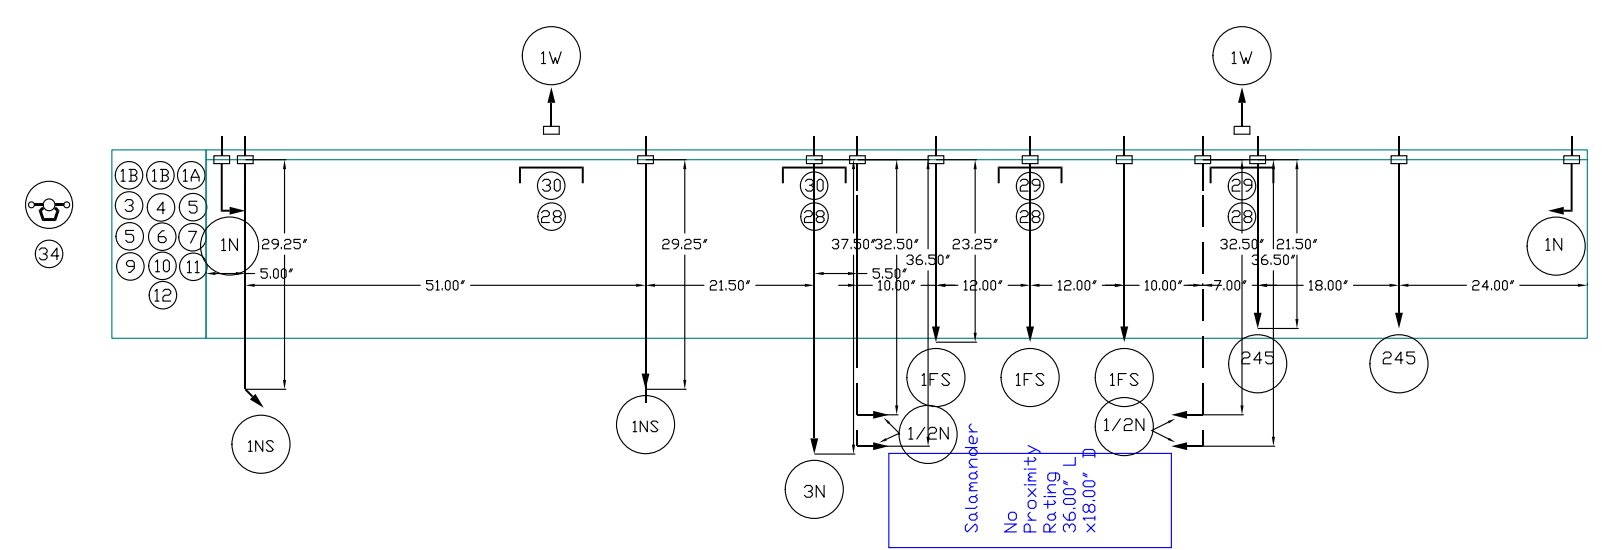 1W 1W
1B 1B 1A
30 30 29 29
3 4 5
28 28 28 28
5 6 7
1N 29.25″ 29.25″ 37.50″ 32.50″ 23.25″ 32.50″ 21.50″ 1N
34
36.50″ 36.50″
9 10 11
5.00″ 5.50″
51.00″ 21.50″ 10.00″ 12.00″ 12.00″ 10.00″ 7.00″ 18.00″ 24.00″
12
245 245
1FS 1FS 1FS
1NS 1NS 1/2N 1/2N
3N
Salamander
No
Proximity
Rating
36.00″ L
x18.00″ D